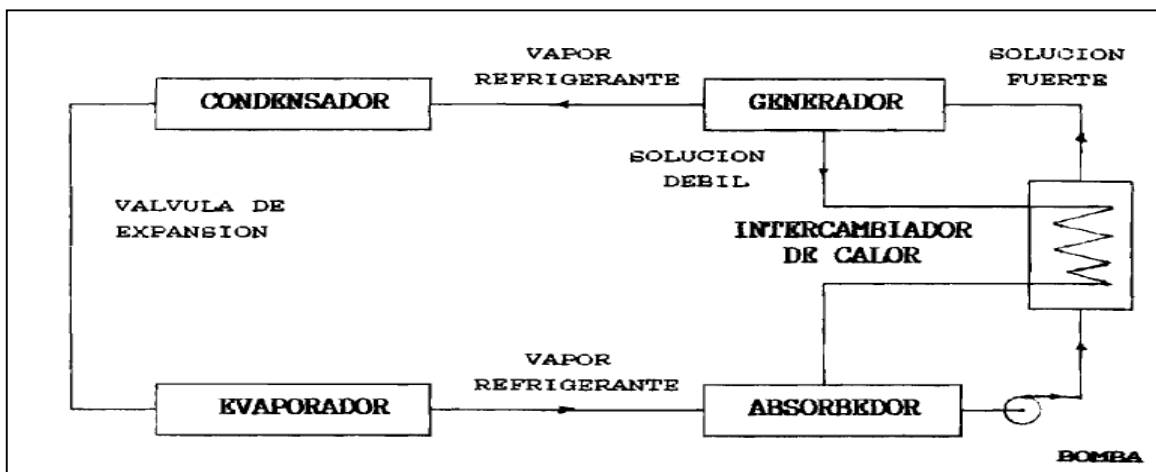 VAPOR
REFRIGERANTE
SOLUCION
FUERTE
CONDENSADOR
GENERADOR
SOLUCION
DEBIL
VALVULA DE
EXPANSION
INTERCAMBIADOR
DE CALOR
VAPOR
REFRIGERANTE
EVAPORADOR
ABSORBEDOR
BOMBA